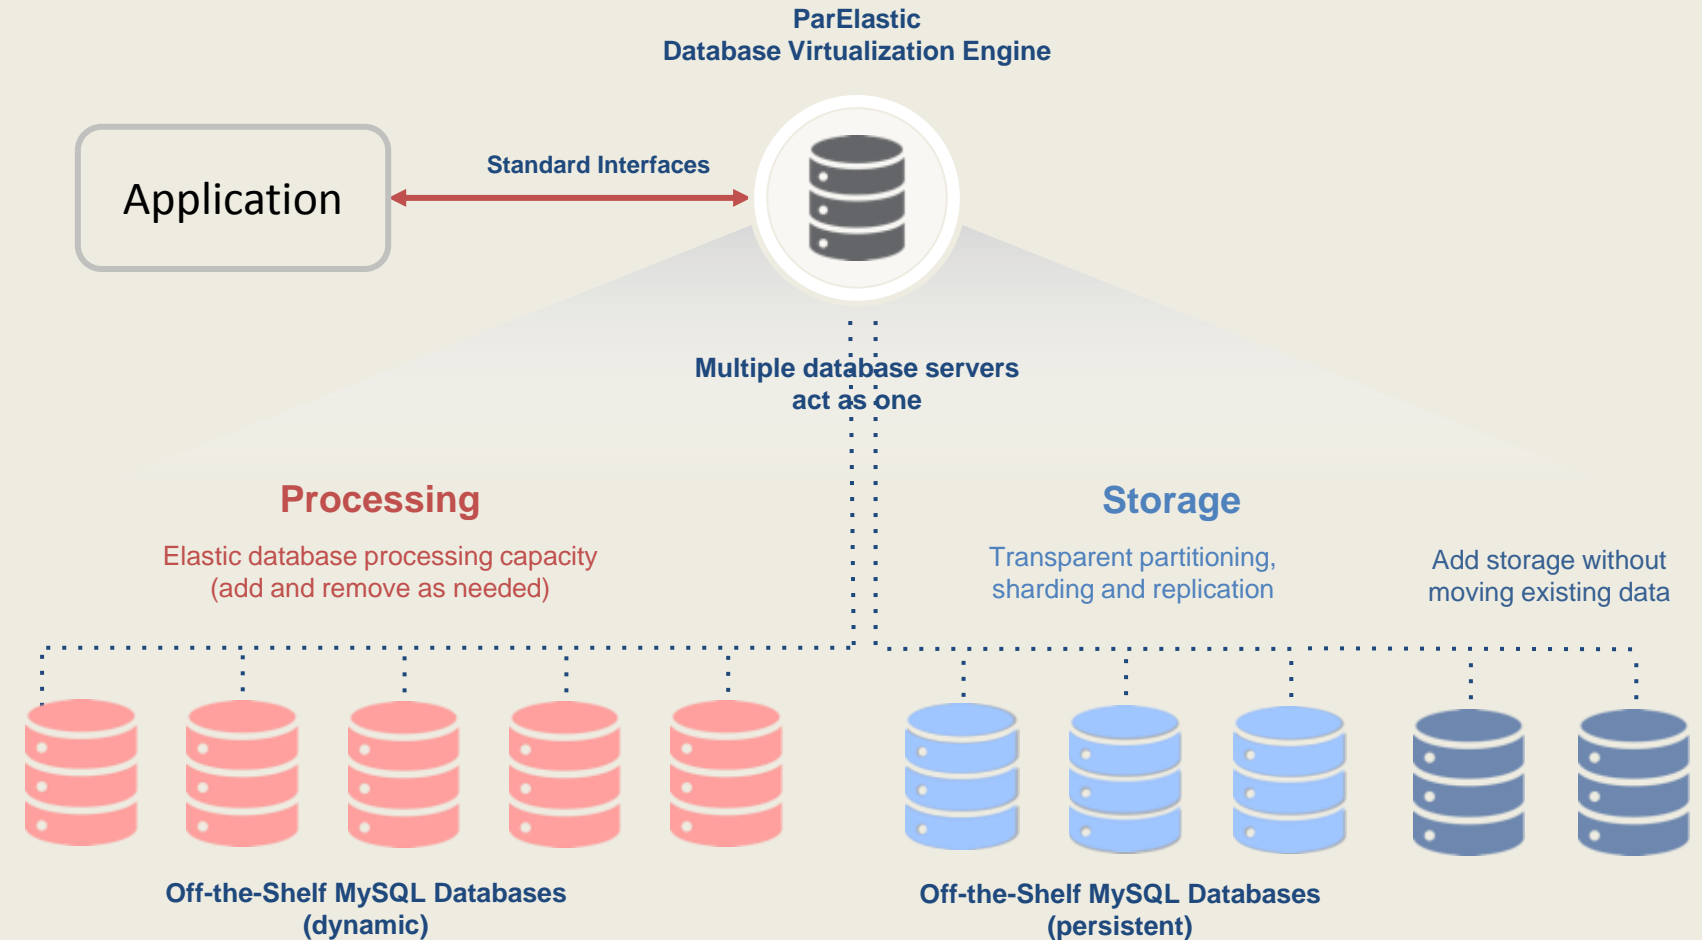 ParElastic
Database Virtualization Engine
Application
Standard Interfaces
Multiple database servers
act as one
Processing
Elastic database processing capacity
(add and remove as needed)
Storage
Transparent partitioning,
sharding and replication
Add storage without
moving existing data
Off-the-Shelf MySQL Databases
(dynamic)
Off-the-Shelf MySQL Databases
(persistent)